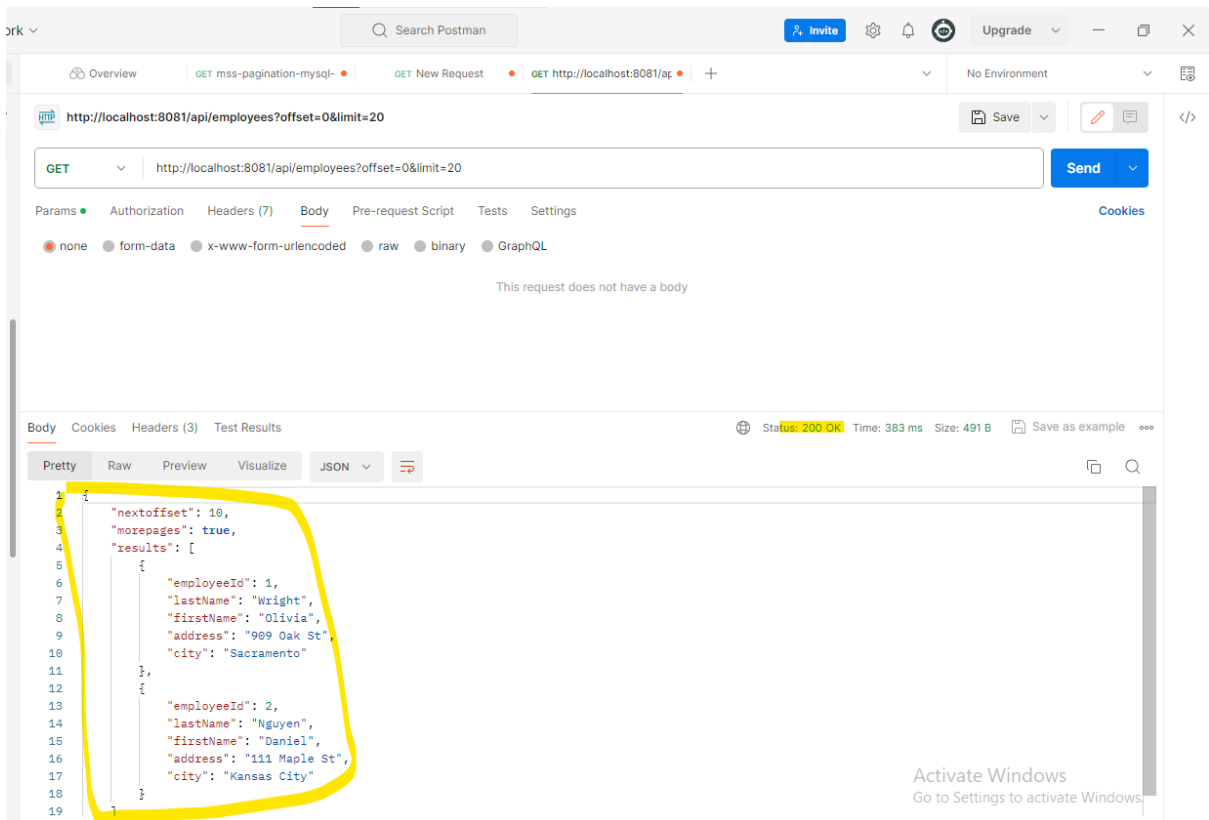 ork
Search Postman
Invite
Upgrade
Overview
GET mss-pagination-mysql-
GET New Request
GET http://localhost:8081/ap
No Environment
HTTP http://localhost:8081/api/employees?offset=0&limit=20
Save
GET http://localhost:8081/api/employees?offset=0&limit=20
Send
Params Authorization Headers (7) Body Pre-request Script Tests Settings Cookies
none form-data x-www-form-urlencoded raw binary GraphQL
This request does not have a body
Body Cookies Headers (3) Test Results Status: 200 OK Time: 383 ms Size: 491 B Save as example
Pretty Raw Preview Visualize JSON
1 {
2 "nextoffset": 10,
3 "morepages": true,
4 "results": [
5 {
6 "employeeId": 1,
7 "lastName": "Wright",
8 "firstName": "Olivia",
9 "address": "909 Oak St",
10 "city": "Sacramento"
11 },
12 {
13 "employeeId": 2,
14 "lastName": "Nguyen",
15 "firstName": "Daniel",
16 "address": "111 Maple St",
17 "city": "Kansas City"
18 }
19 ]
Activate Windows
Go to Settings to activate Windows.